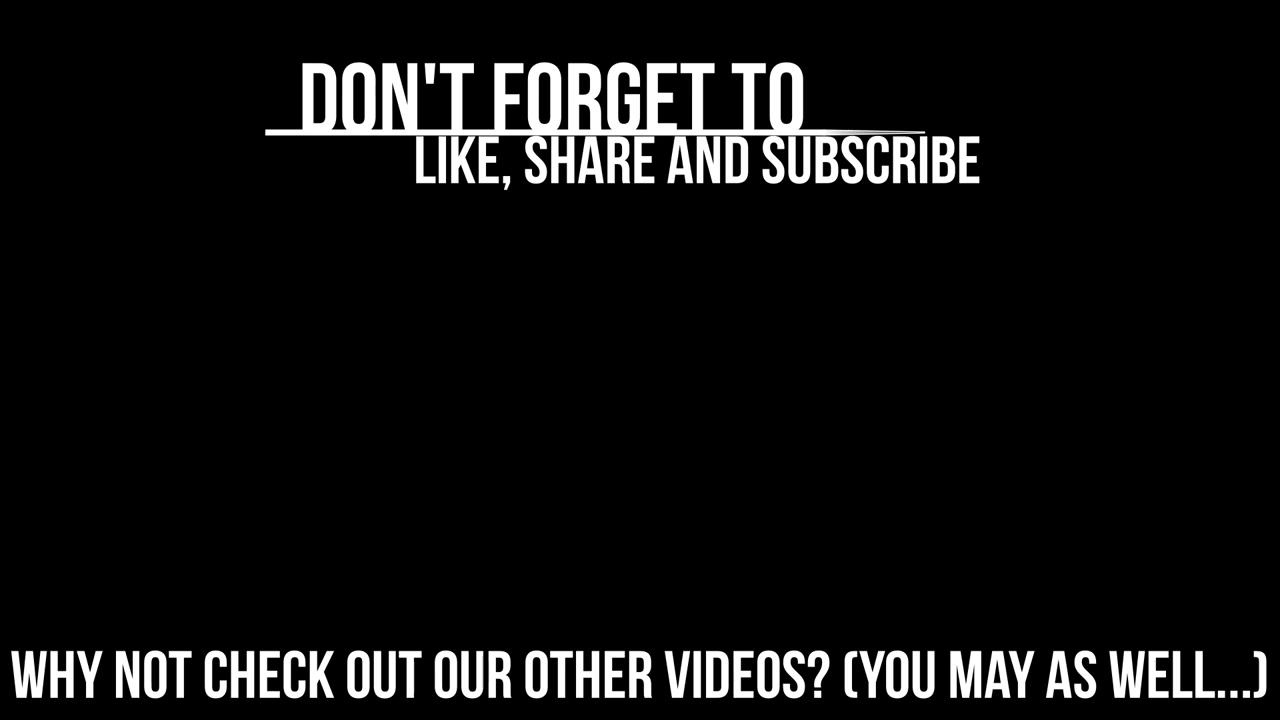 DON'T FORGET TO
LIKE, SHARE AND SUBSCRIBE
WHY NOT CHECK OUT OUR OTHER VIDEOS? (YOU MAY AS WELL...)